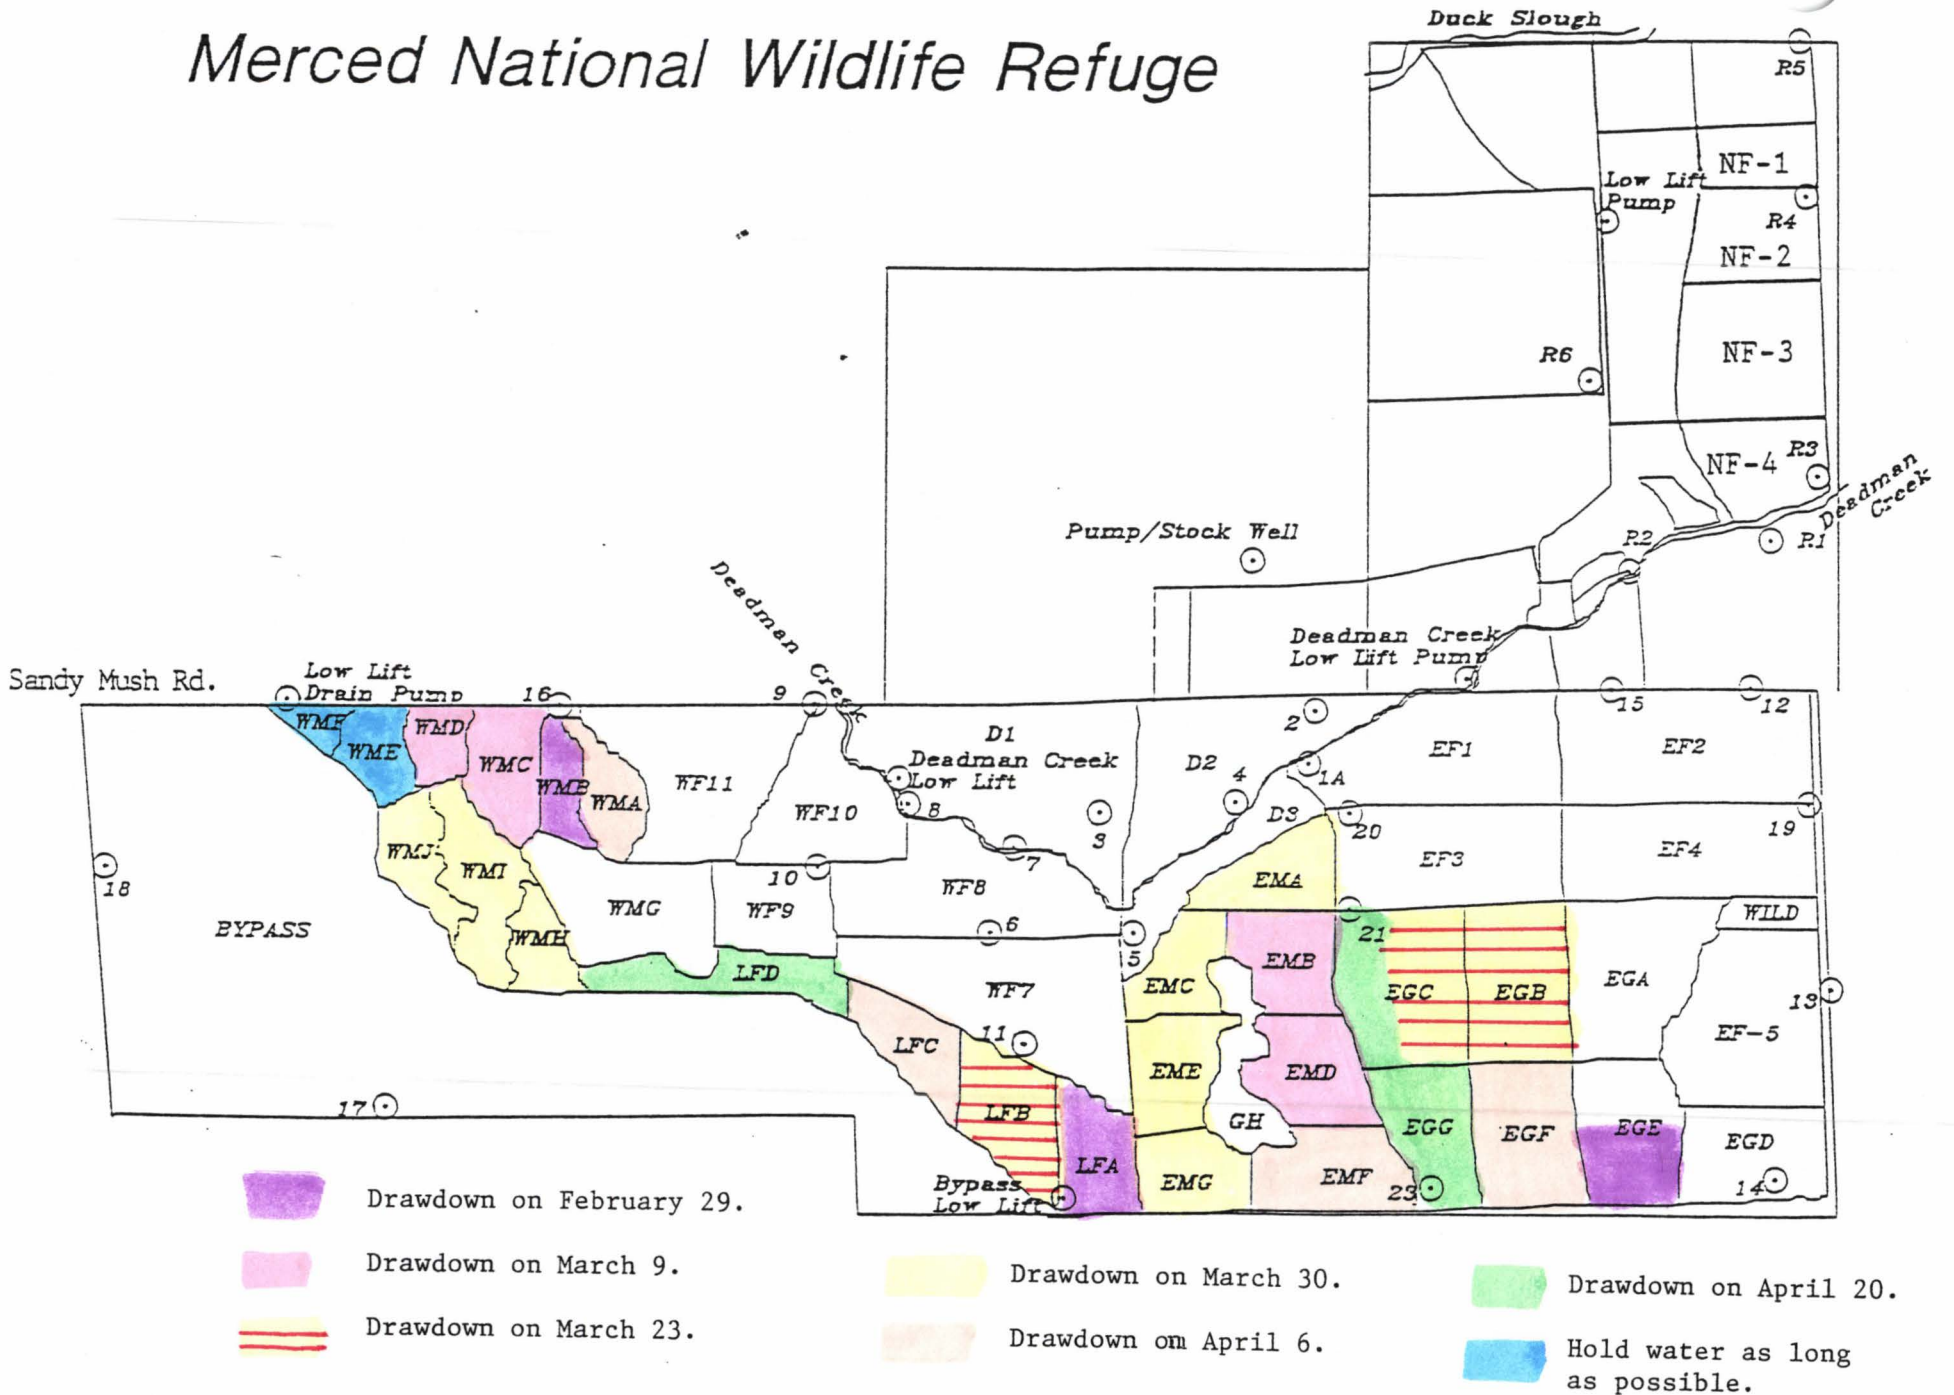 Merced National Wildlife Refuge
Duck Slough
R5
NF-1
Low Lift
Pump
R4
NF-2
R6
NF-3
NF-4
R3
Deadman
Creek
R2
R1
Pump/Stock Well
Deadman Creek
Deadman Creek
Low Lift Pump
Sandy Mush Rd.
Low Lift
Drain Pump
16
9
15
12
2
WMF
WME
WMD
WMC
WMB
WMA
WF11
WF10
D1
Deadman Creek
Low Lift
8
3
7
D2
4
1A
D3
20
EF1
EF2
19
EF3
EF4
18
BYPASS
WMJ
WMI
WMH
WMG
10
WF9
WF8
6
5
EMA
21
WILD
LFD
WF7
11
EMC
EMB
EGC
EGB
EGA
13
EF-5
17
LFC
LFB
LFA
EME
EMD
GH
EMG
EMF
EGG
23
EGF
EGE
EGD
14
Bypass
Low Lift
Drawdown on February 29.
Drawdown on March 9.
Drawdown on March 23.
Drawdown on March 30.
Drawdown om April 6.
Drawdown on April 20.
Hold water as long
as possible.